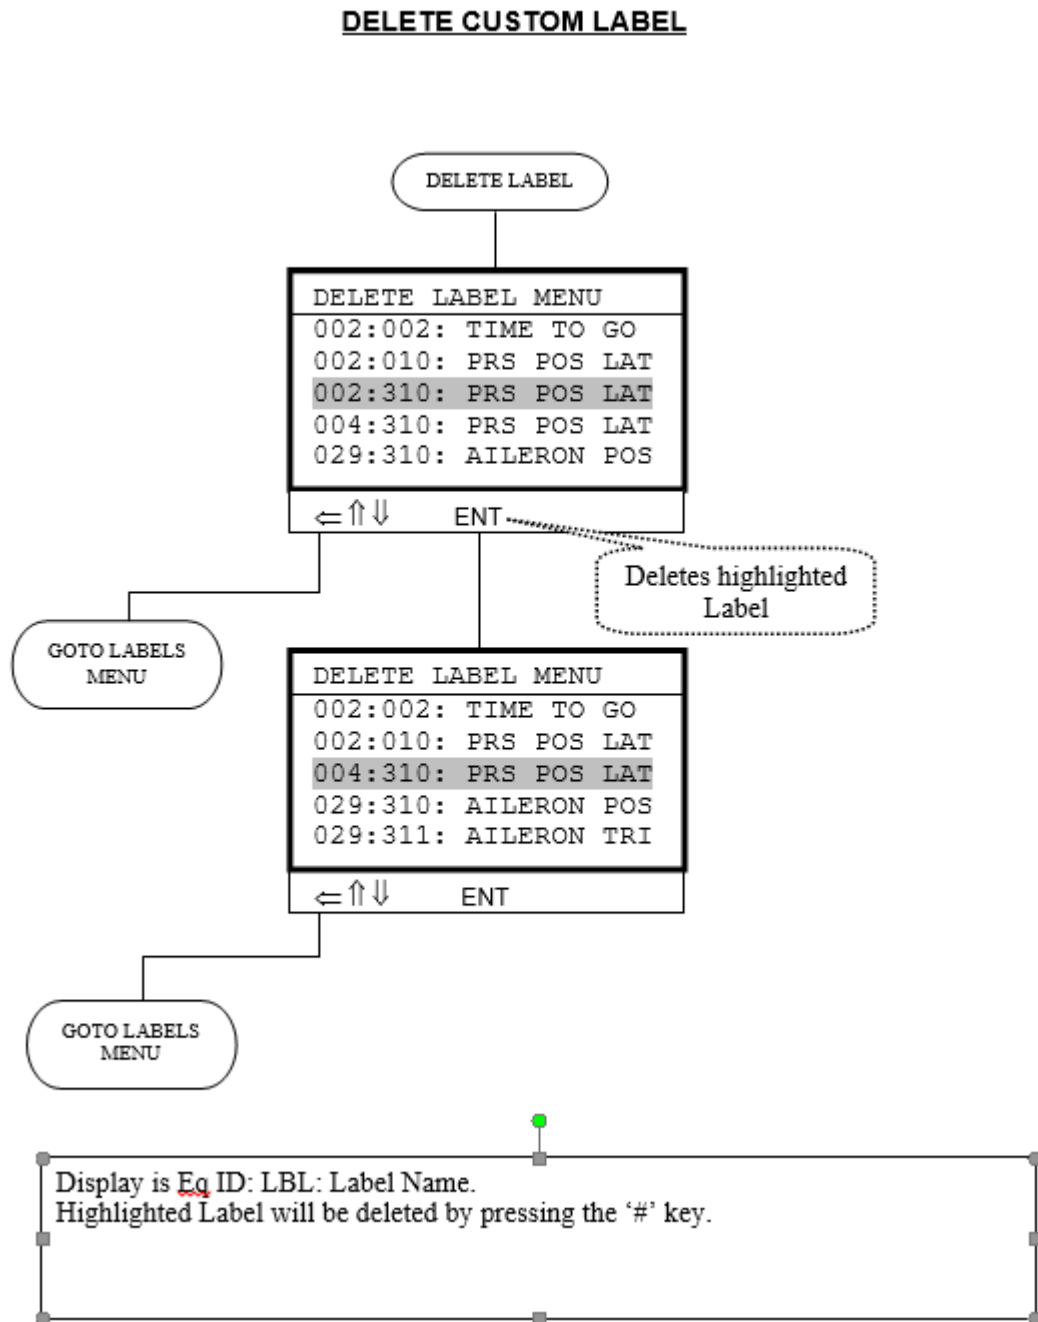 DELETE CUSTOM LABEL
DELETE LABEL
DELETE LABEL MENU
002:002: TIME TO GO
002:010: PRS POS LAT
002:310: PRS POS LAT
004:310: PRS POS LAT
029:310: AILERON POS
⇐⇑⇓ ENT
Deletes highlighted
Label
GOTO LABELS
MENU
DELETE LABEL MENU
002:002: TIME TO GO
002:010: PRS POS LAT
004:310: PRS POS LAT
029:310: AILERON POS
029:311: AILERON TRI
⇐⇑⇓ ENT
GOTO LABELS
MENU
Display is Eq ID: LBL: Label Name.
Highlighted Label will be deleted by pressing the ‘#’ key.